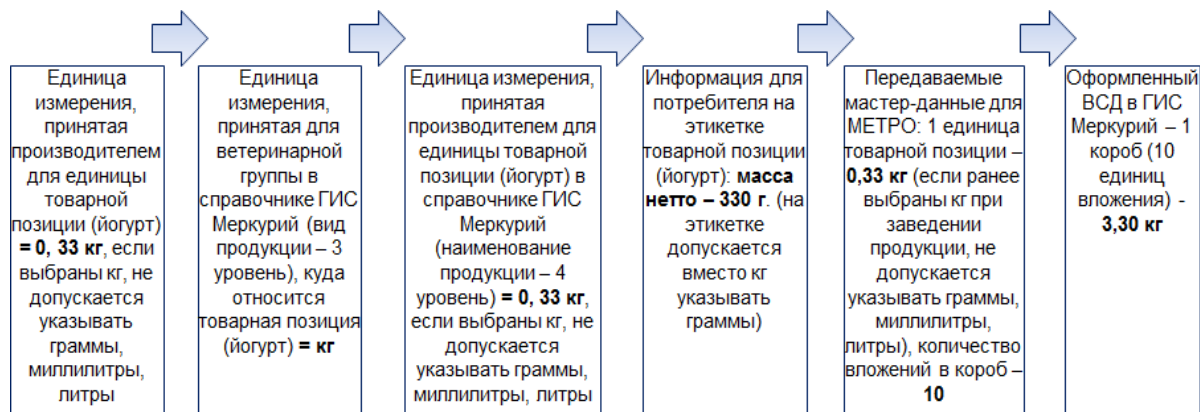 Единица
измерения,
принятая
производителем
для единицы
товарной
позиции (йогурт)
= 0, 33 кг, если
выбраны кг, не
допускается
указывать
граммы,
миллилитры,
литры
Единица
измерения,
принятая для
ветеринарной
группы в
справочнике ГИС
Меркурий (вид
продукции – 3
уровень), куда
относится
товарная позиция
(йогурт) = кг
Единица измерения,
принятая
производителем для
единицы товарной
позиции (йогурт) в
справочнике ГИС
Меркурий
(наименование
продукции – 4
уровень) = 0, 33 кг,
если выбраны кг, не
допускается
указывать граммы,
миллилитры, литры
Информация для
потребителя на
этикетке
товарной позиции
(йогурт): масса
нетто – 330 г. (на
этикетке
допускается
вместо кг
указывать
граммы)
Передаваемые
мастер-данные для
МЕТРО: 1 единица
товарной позиции –
0,33 кг (если ранее
выбраны кг при
заведении
продукции, не
допускается
указывать граммы,
миллилитры,
литры), количество
вложений в короб –
10
Оформленный
ВСД в ГИС
Меркурий – 1
короб (10
единиц
вложения) -
3,30 кг